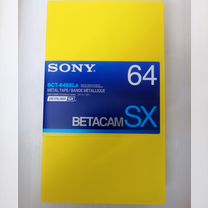 SONY
64
BCT-64SXLA
METAL TAPE / BANDE MÉTALLIQUE
BETACAM SX